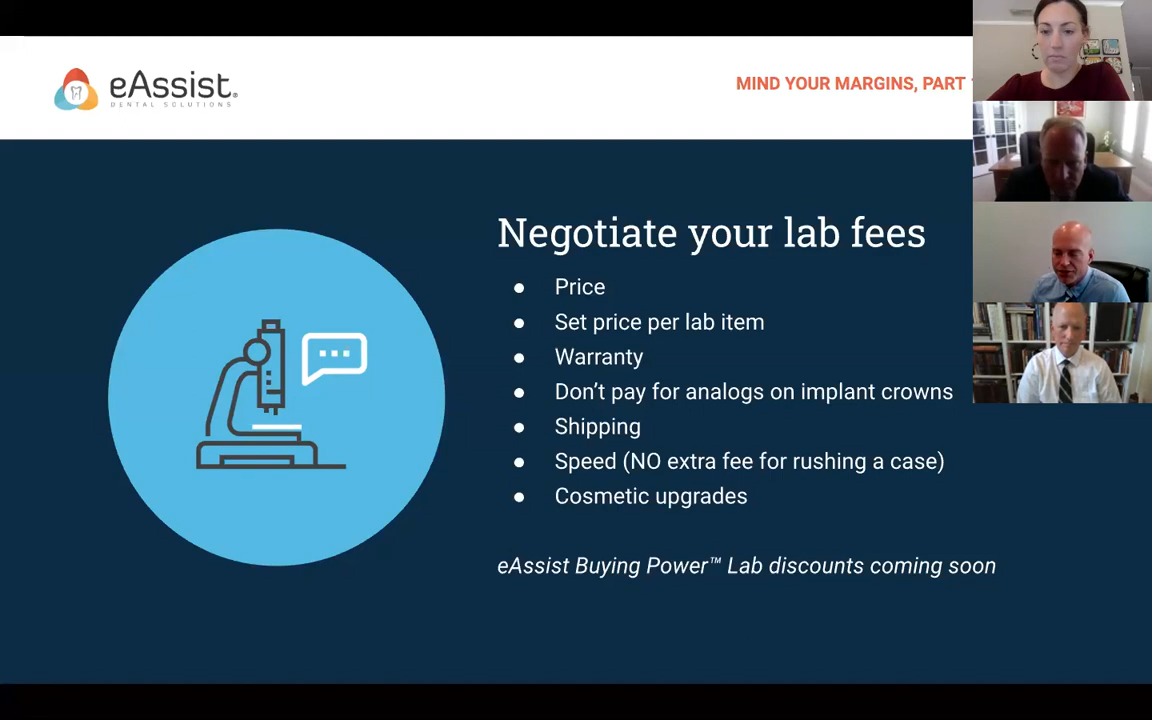 eAssist®
DENTAL SOLUTIONS
MIND YOUR MARGINS, PART
Negotiate your lab fees
● Price
● Set price per lab item
● Warranty
● Don’t pay for analogs on implant crowns
● Shipping
● Speed (NO extra fee for rushing a case)
● Cosmetic upgrades
eAssist Buying Power™ Lab discounts coming soon